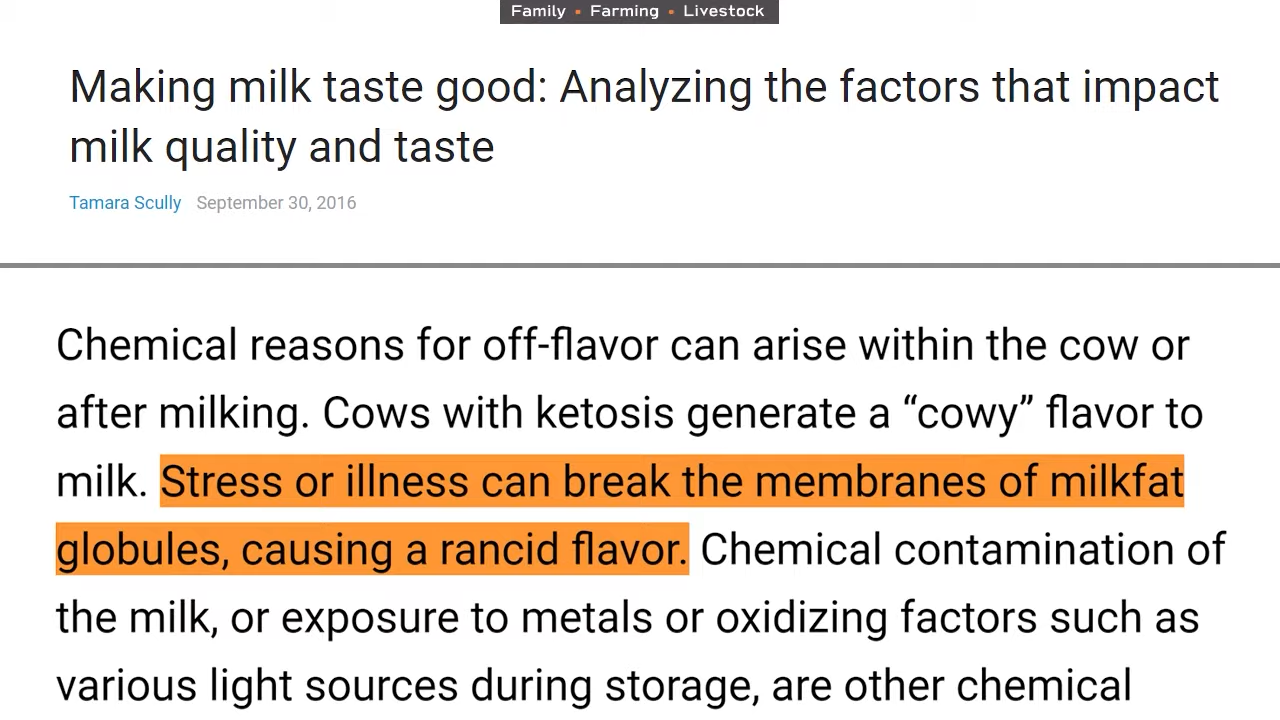 Family • Farming • Livestock
Making milk taste good: Analyzing the factors that impact
milk quality and taste
Tamara Scully September 30, 2016
Chemical reasons for off-flavor can arise within the cow or
after milking. Cows with ketosis generate a “cowy” flavor to
milk. Stress or illness can break the membranes of milkfat
globules, causing a rancid flavor. Chemical contamination of
the milk, or exposure to metals or oxidizing factors such as
various light sources during storage, are other chemical